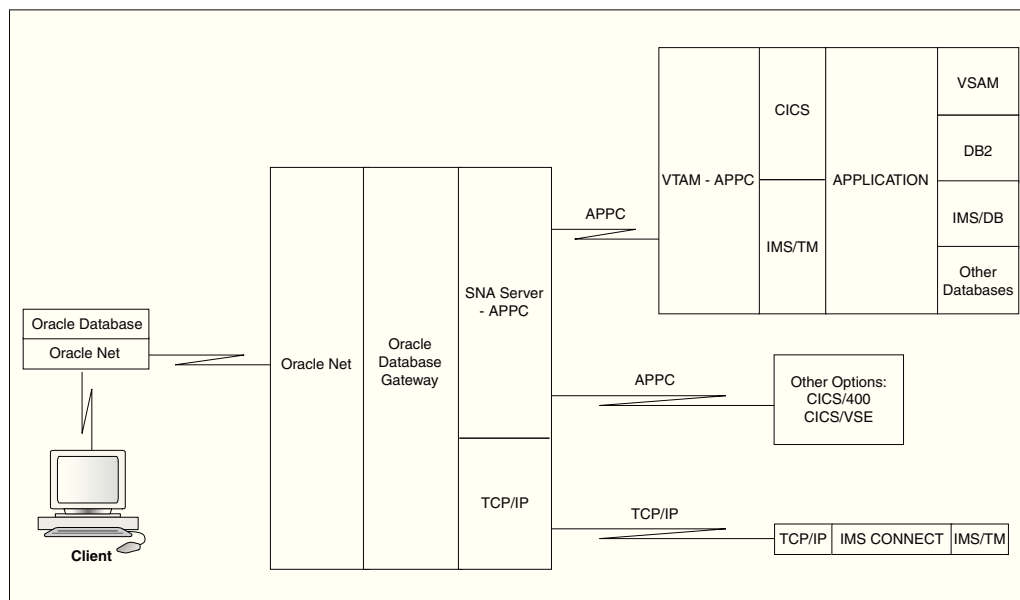 Oracle Database
Oracle Net
Client
Oracle Net
Oracle
Database
Gateway
SNA Server
- APPC
TCP/IP
APPC
VTAM - APPC
CICS
IMS/TM
APPLICATION
VSAM
DB2
IMS/DB
Other
Databases
APPC
Other Options:
CICS/400
CICS/VSE
TCP/IP
TCP/IP
IMS CONNECT
IMS/TM